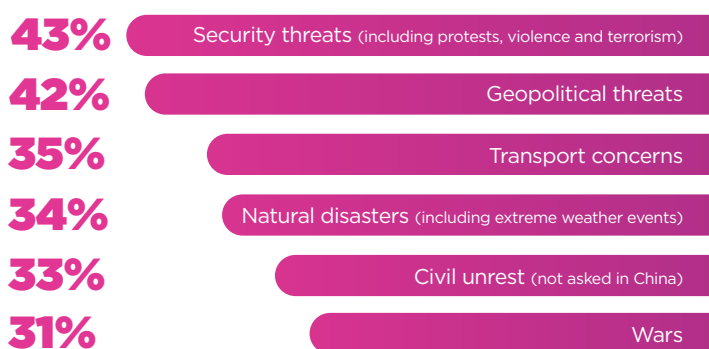 43% Security threats (including protests, violence and terrorism)
42% Geopolitical threats
35% Transport concerns
34% Natural disasters (including extreme weather events)
33% Civil unrest (not asked in China)
31% Wars